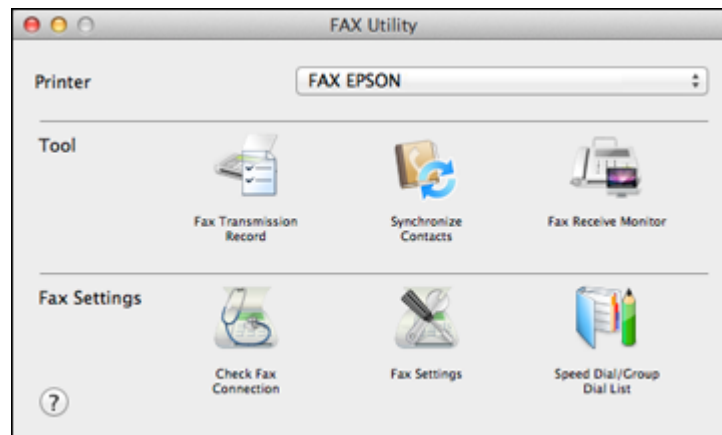 FAX Utility
Printer
FAX EPSON
Tool
Fax Transmission
Record
Synchronize
Contacts
Fax Receive Monitor
Fax Settings
Check Fax
Connection
Fax Settings
Speed Dial/Group
Dial List
?